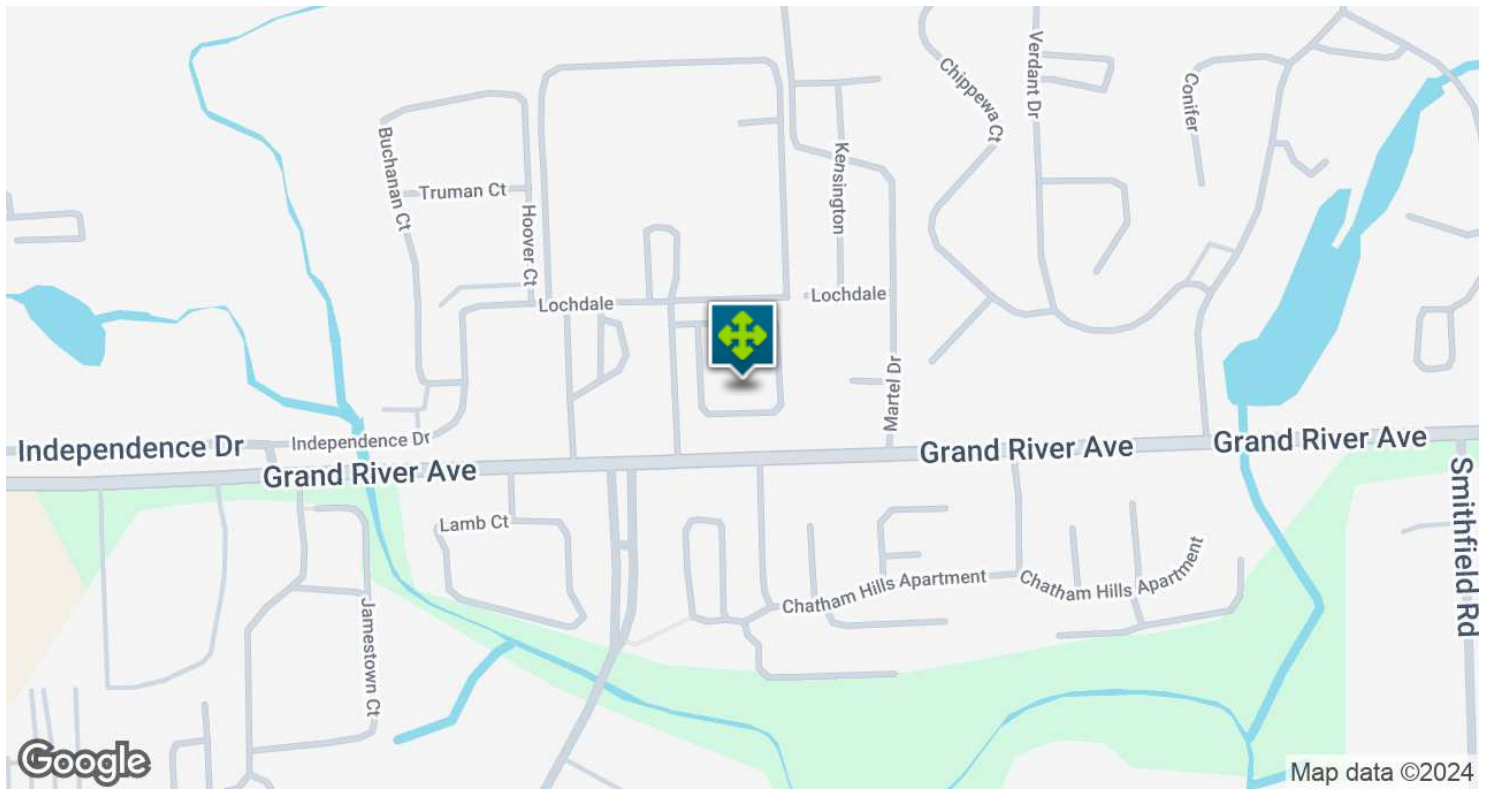 Verdant Dr
Chippewa Ct
Conifer
Buchanan Ct
Kensington
Truman Ct
Hoover Ct
Lochdale
Lochdale
Martel Dr
Independence Dr
Independence Dr
Grand River Ave
Grand River Ave
Grand River Ave
Smithfield Rd
Lamb Ct
Chatham Hills Apartment
Chatham Hills Apartment
Jamestown Ct
Google
Map data ©2024